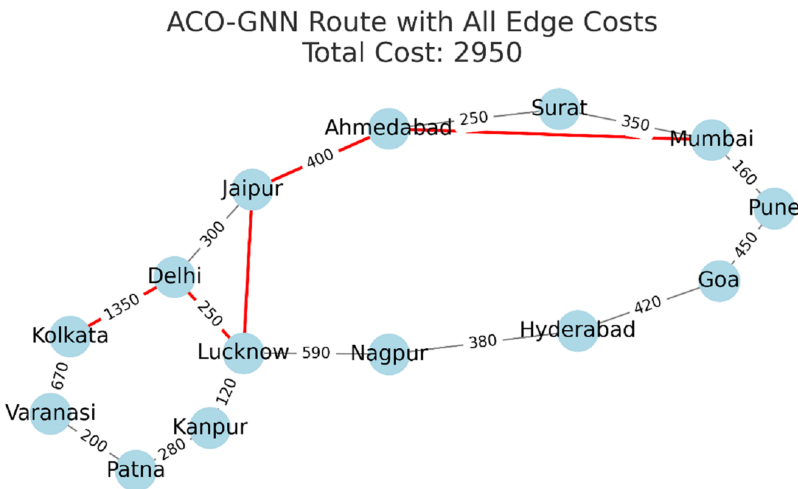 ACO-GNN Route with All Edge Costs
Total Cost: 2950
Surat
Ahmedabad
250
350
Mumbai
400
160
Jaipur
Pune
300
450
Delhi
Goa
1350
250
420
Kolkata
Hyderabad
380
Lucknow
590
Nagpur
670
120
Varanasi
Kanpur
200
280
Patna